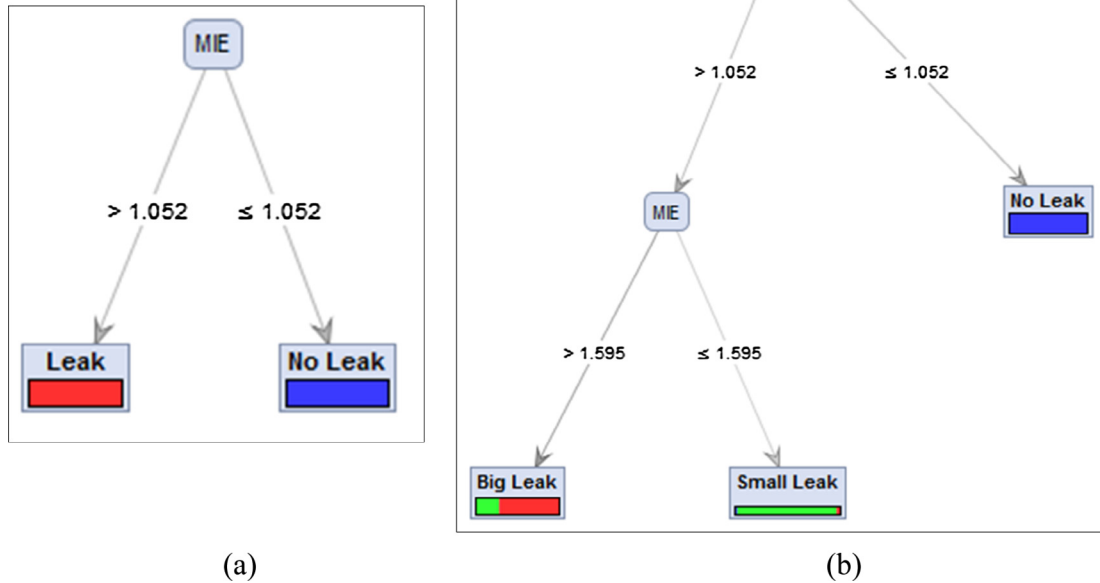 MIE
> 1.052 ≤ 1.052
Leak No Leak
(a)
> 1.052 ≤ 1.052
MIE No Leak
> 1.595 ≤ 1.595
Big Leak Small Leak
(b)